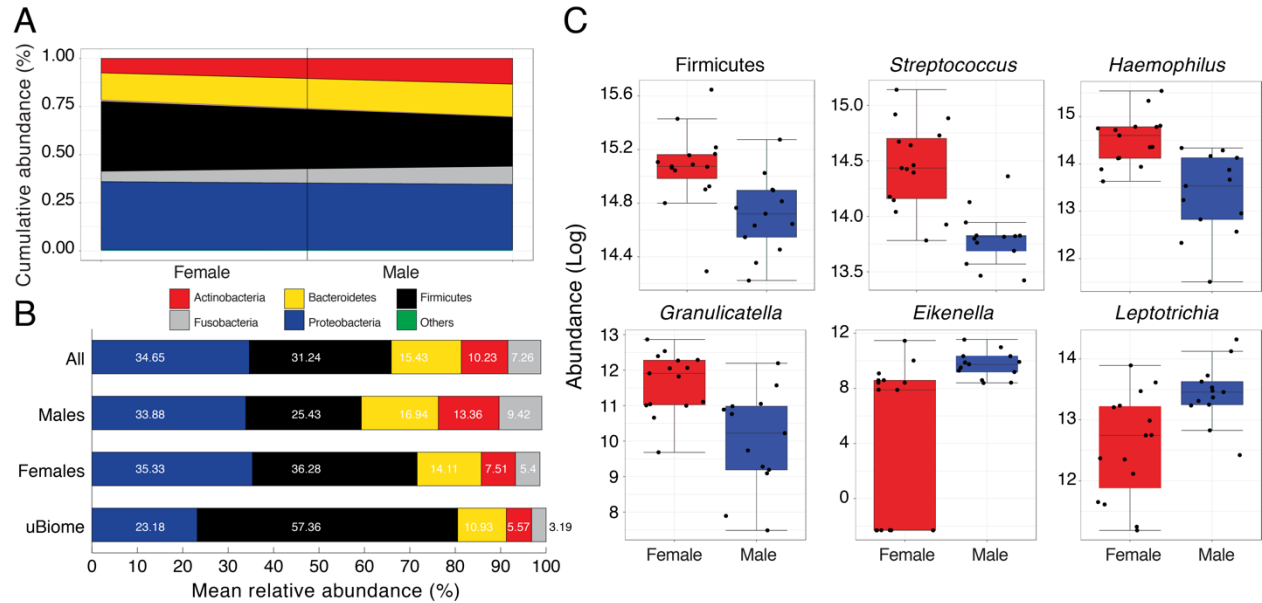 A
Cumulative abundance (%)
1.00
0.75
0.50
0.25
0.00
Female Male
Actinobacteria Bacteroidetes Firmicutes
Fusobacteria Proteobacteria Others
B
All 34.65 31.24 15.43 10.23 7.26
Males 33.88 25.43 16.94 13.36 9.42
Females 35.33 36.28 14.11 7.51 5.4
uBiome 23.18 57.36 10.93 5.57 3.19
0 10 20 30 40 50 60 70 80 90 100
Mean relative abundance (%)
C
Abundance (Log)
Firmicutes
15.6
15.2
14.8
14.4
Streptococcus
15.0
14.5
14.0
13.5
Haemophilus
15
14
13
12
Granulicatella
13
12
11
10
9
8
Female Male
Eikenella
12
8
4
0
Female Male
Leptotrichia
14
13
12
Female Male